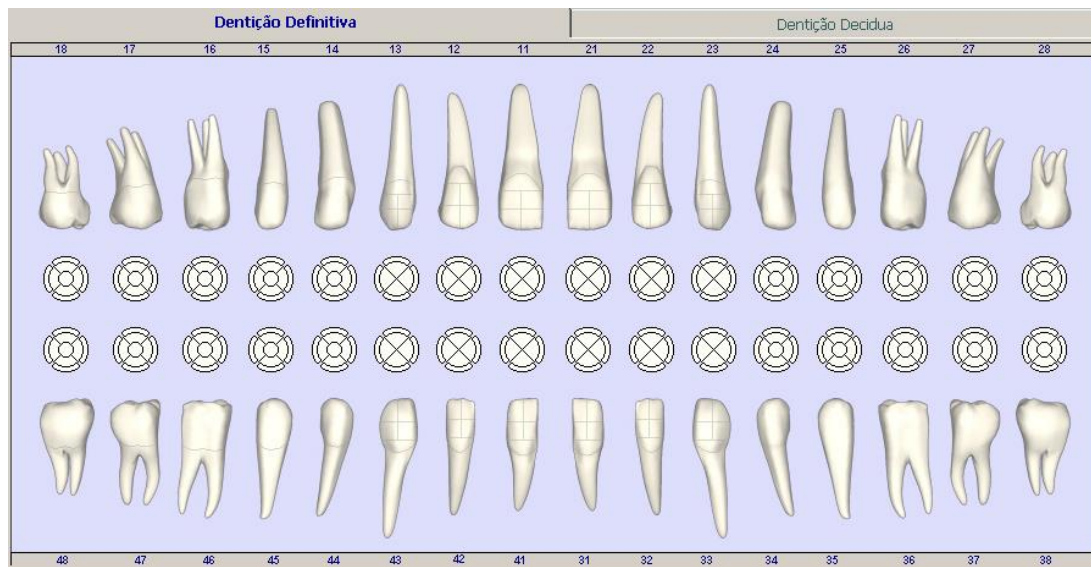 Dentição Definitiva
Dentição Decidua
18 17 16 15 14 13 12 11 21 22 23 24 25 26 27 28
48 47 46 45 44 43 42 41 31 32 33 34 35 36 37 38